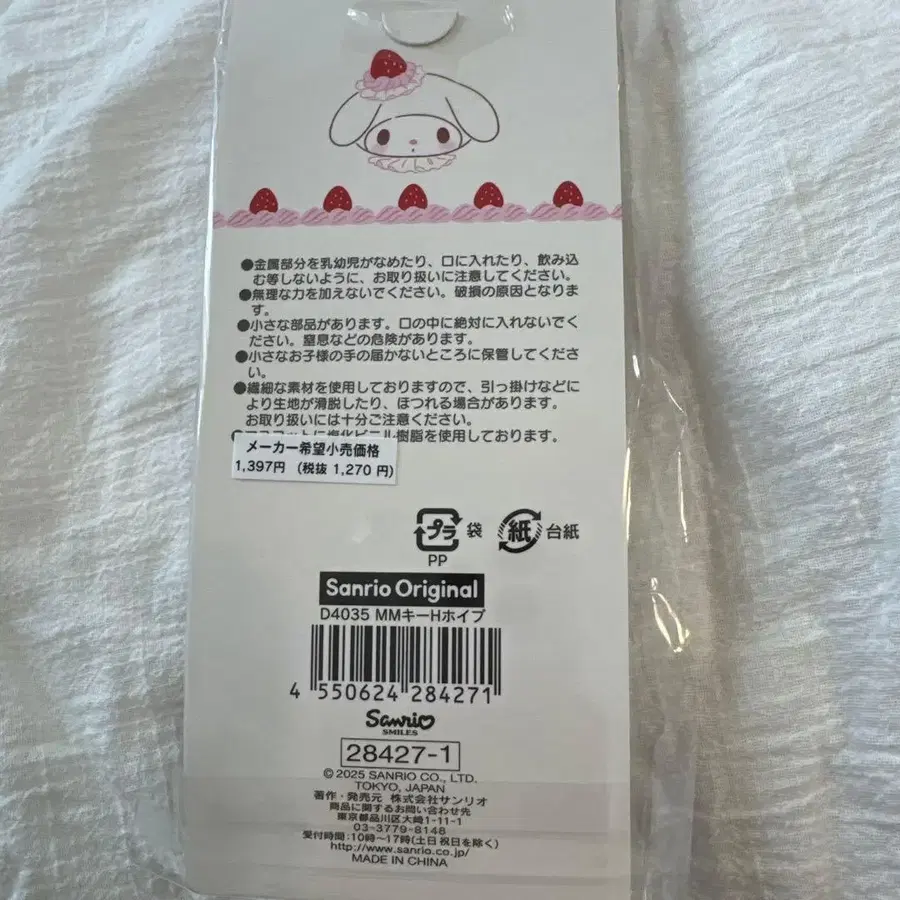 ●金属部分を乳幼児がなめたり、口に入れたり、飲み込
む等しないように、お取り扱いに注意してください。
●無理な力を加えないでください。破損の原因となりま
す。
●小さな部品があります。口の中に絶対に入れないでく
ださい。窒息などの危険があります。
●小さなお子様の手の届かないところに保管してくださ
い。
●繊細な素材を使用しておりますので、引っ掛けなどに
より生地が滑脱したり、ほつれる場合があります。
お取り扱いには十分ご注意ください。
●マスコットに塩化ビニル樹脂を使用しております。
メーカー希望小売価格
1,397円 (税抜 1,270 円)
プラ 袋 紙 台紙
PP
Sanrio Original
D4035 MMキーHホイプ
4 550624 284271
Sanrio
SMILES
28427-1
© 2025 SANRIO CO., LTD.
TOKYO, JAPAN
著作・発売元 株式会社サンリオ
商品に関するお問い合わせ先
東京都品川区大崎1-11-1
03-3779-8148
受付時間:10時～17時(土日祝日を除く)
http://www.sanrio.co.jp/
MADE IN CHINA